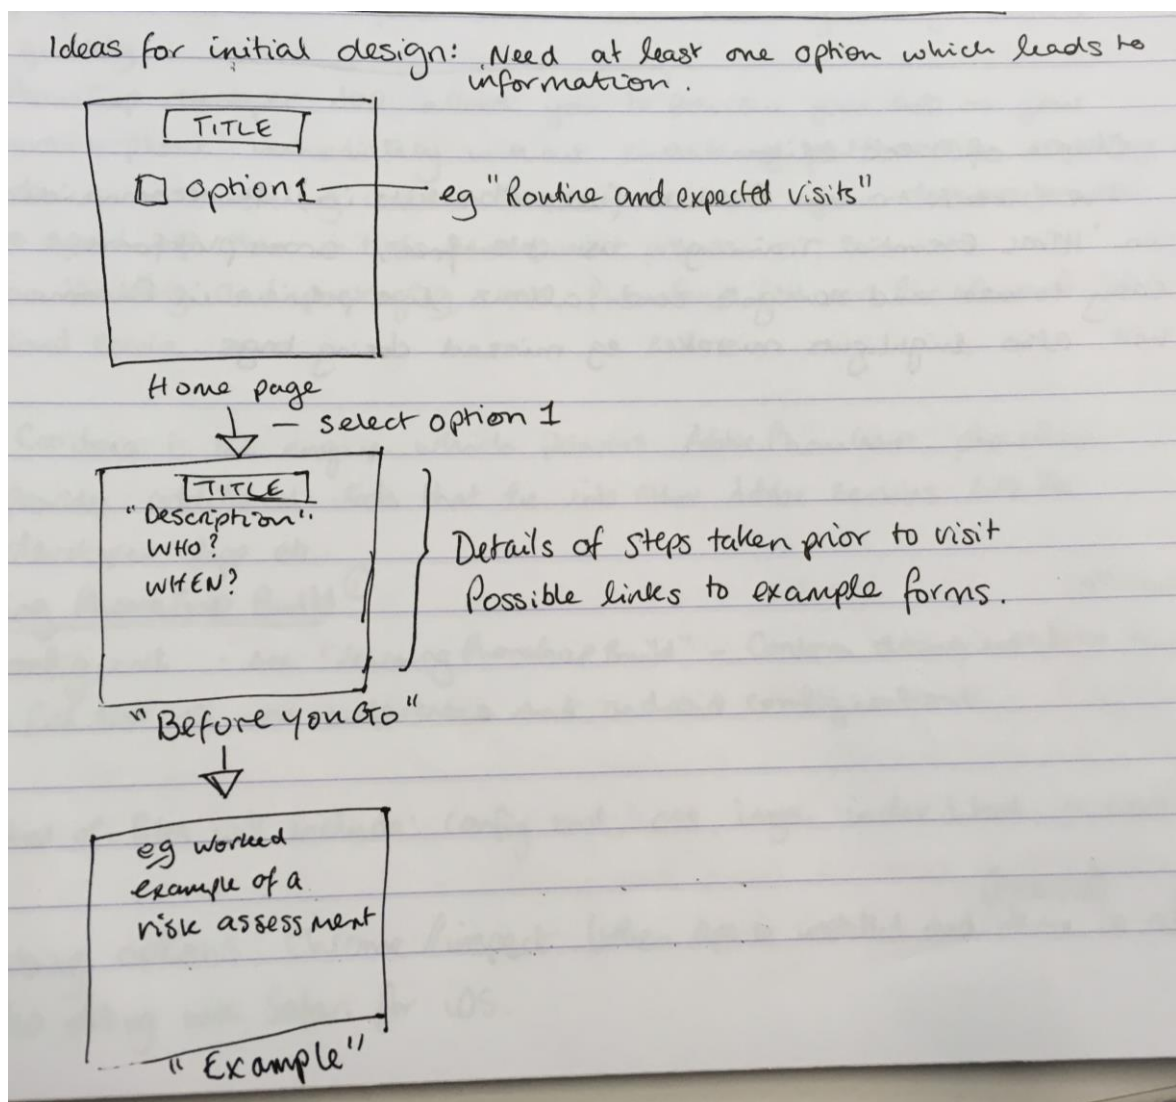 Ideas for initial design: Need at least one option which leads to
information.
TITLE
option 1 — eg "Routine and expected visits"
Home page
– select option 1
TITLE
"Description"
WHO?
WHEN?
Details of steps taken prior to visit
Possible links to example forms.
"Before you Go"
eg worked
example of a
risk assessment
"Example"